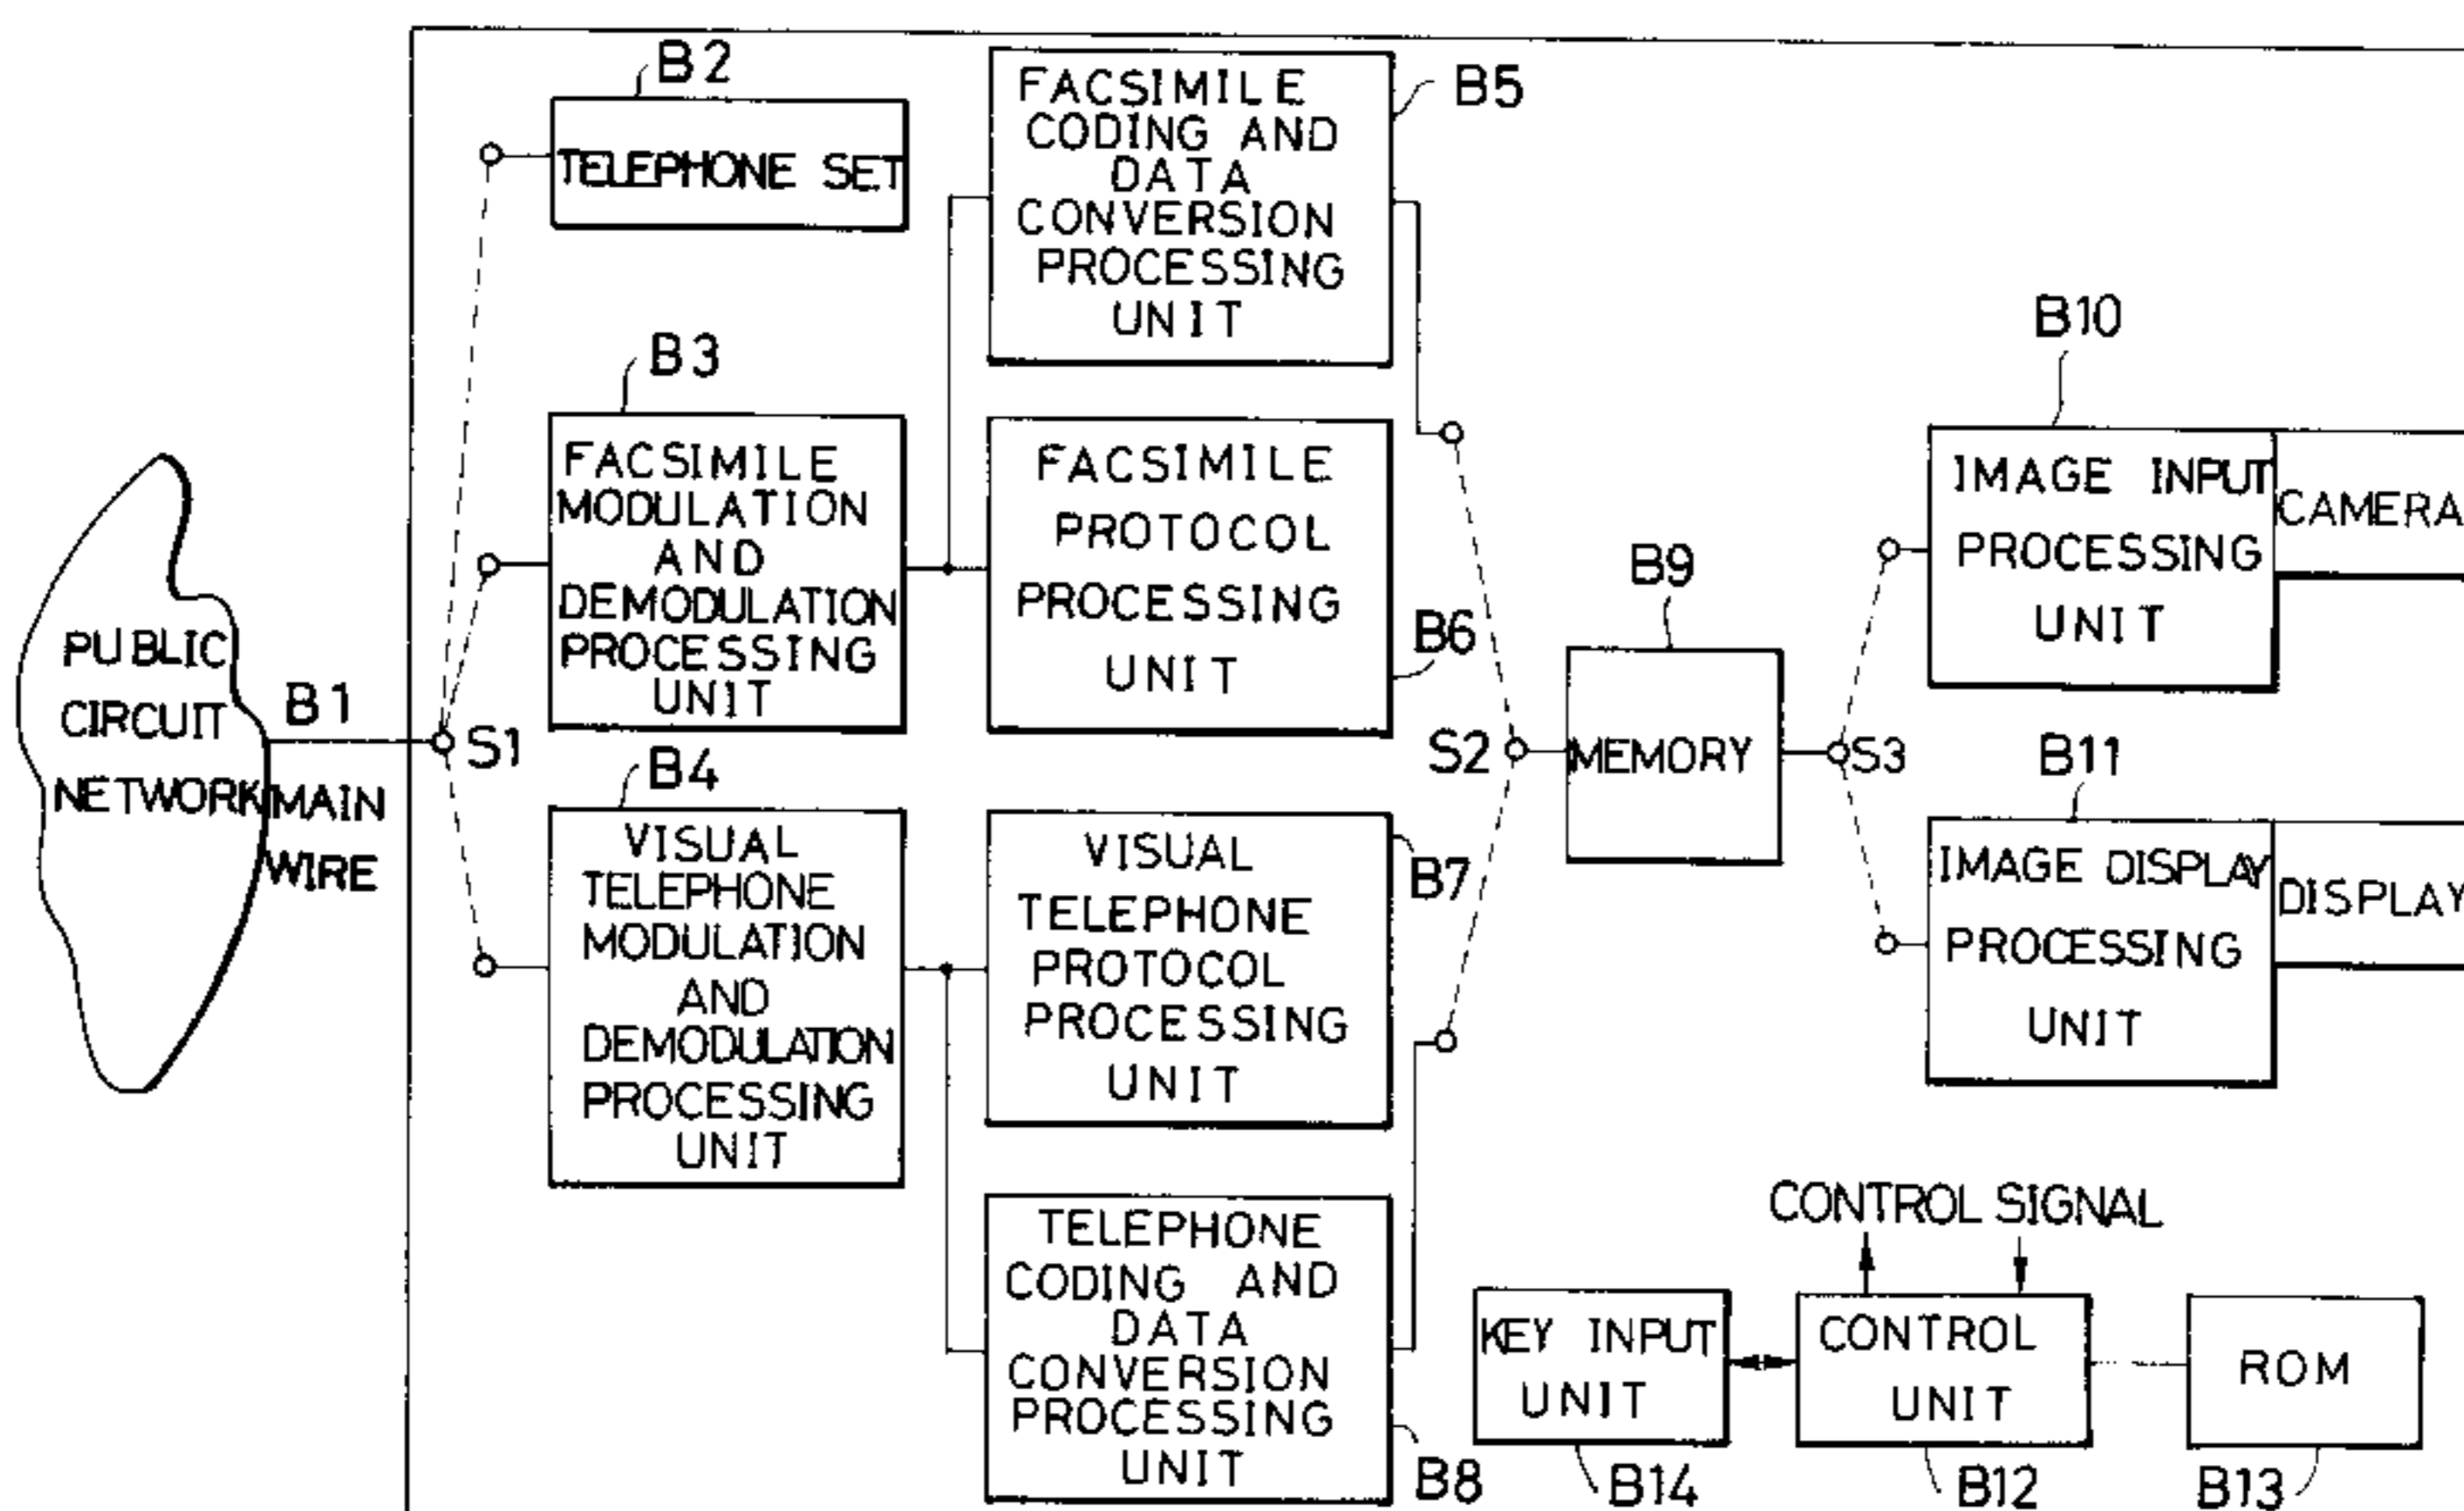 B2
TELEPHONE SET
FACSIMILE
CODING AND
DATA
CONVERSION
PROCESSING
UNIT
B5
B3
FACSIMILE
MODULATION
AND
DEMODULATION
PROCESSING
UNIT
FACSIMILE
PROTOCOL
PROCESSING
UNIT
B6
PUBLIC
CIRCUIT
NETWORK
B1
MAIN
WIRE
S1
B4
VISUAL
TELEPHONE
MODULATION
AND
DEMODULATION
PROCESSING
UNIT
VISUAL
TELEPHONE
PROTOCOL
PROCESSING
UNIT
B7
TELEPHONE
CODING AND
DATA
CONVERSION
PROCESSING
UNIT
B8
S2
B9
MEMORY
S3
B10
IMAGE INPUT
PROCESSING
UNIT
CAMERA
B11
IMAGE DISPLAY
PROCESSING
UNIT
DISPLAY
CONTROL SIGNAL
KEY INPUT
UNIT
B14
CONTROL
UNIT
B12
ROM
B13